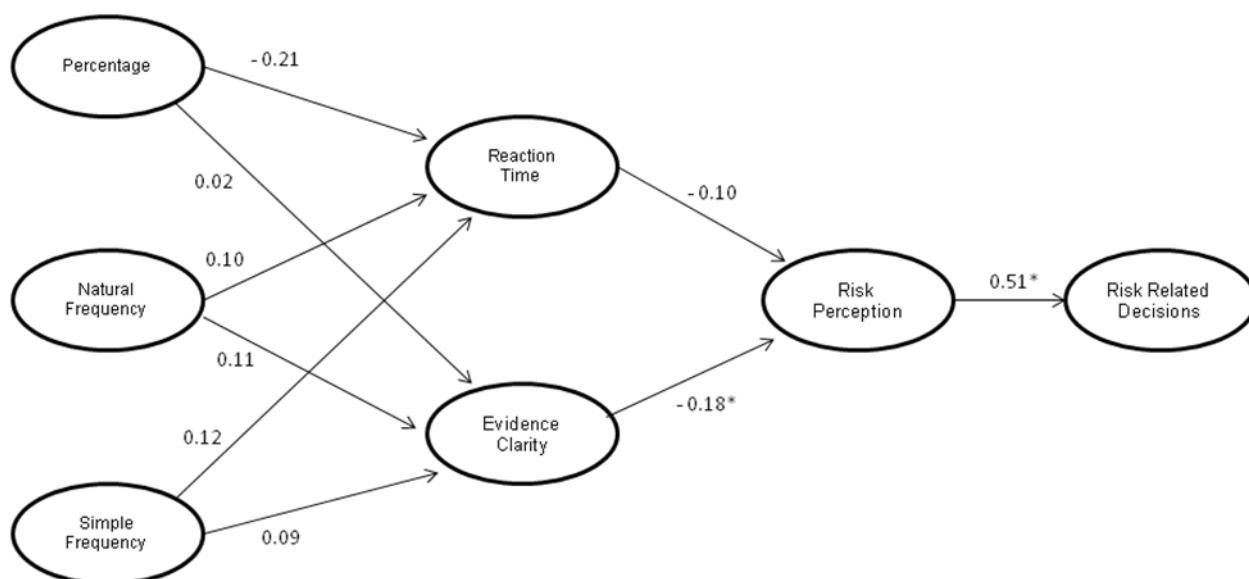 Percentage
- 0.21
Reaction
Time
0.02
- 0.10
0.10
Natural
Frequency
Risk
Perception
0.51*
Risk Related
Decisions
0.11
-0.18*
Evidence
Clarity
0.12
Simple
Frequency
0.09